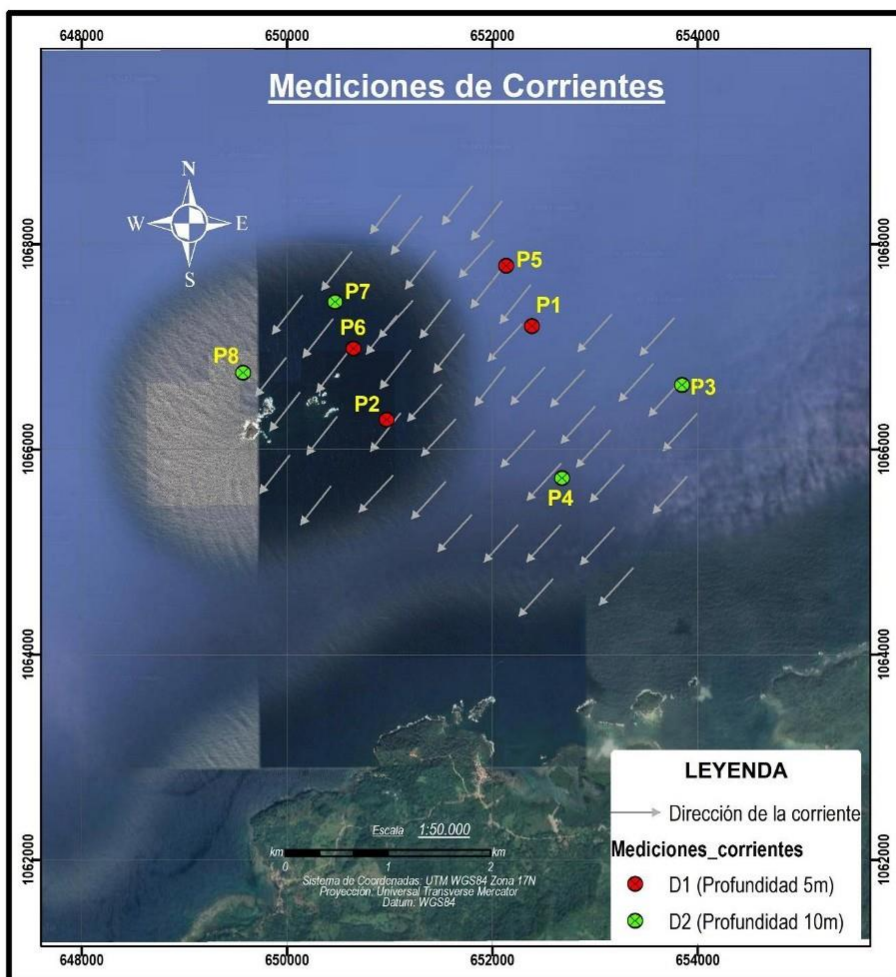 648000 650000 652000 654000
Mediciones de Corrientes
N
W E
S
1068000 1068000
P5
P7
P1
P6
P8
P3
P2
1066000 1066000
P4
1064000 1064000
LEYENDA
Dirección de la corriente
Mediciones_corrientes
D1 (Profundidad 5m)
D2 (Profundidad 10m)
Escala 1:50.000
km km
0 1 2
Sistema de Coordenadas: UTM WGS84 Zona 17N
Proyección: Universal Transverse Mercator
Datum: WGS84
1062000 1062000
648000 650000 652000 654000